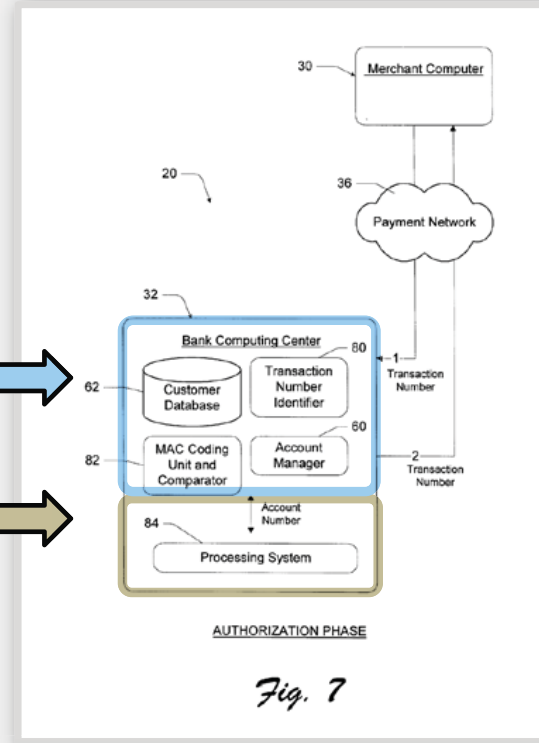 30
Merchant Computer
20
36
Payment Network
32
Bank Computing Center
80
1
Transaction
Number
62
Customer
Database
Transaction
Number
Identifier
60
82
MAC Coding
Unit and
Comparator
Account
Manager
2
Transaction
Number
Account
Number
84
Processing System
AUTHORIZATION PHASE
Fig. 7